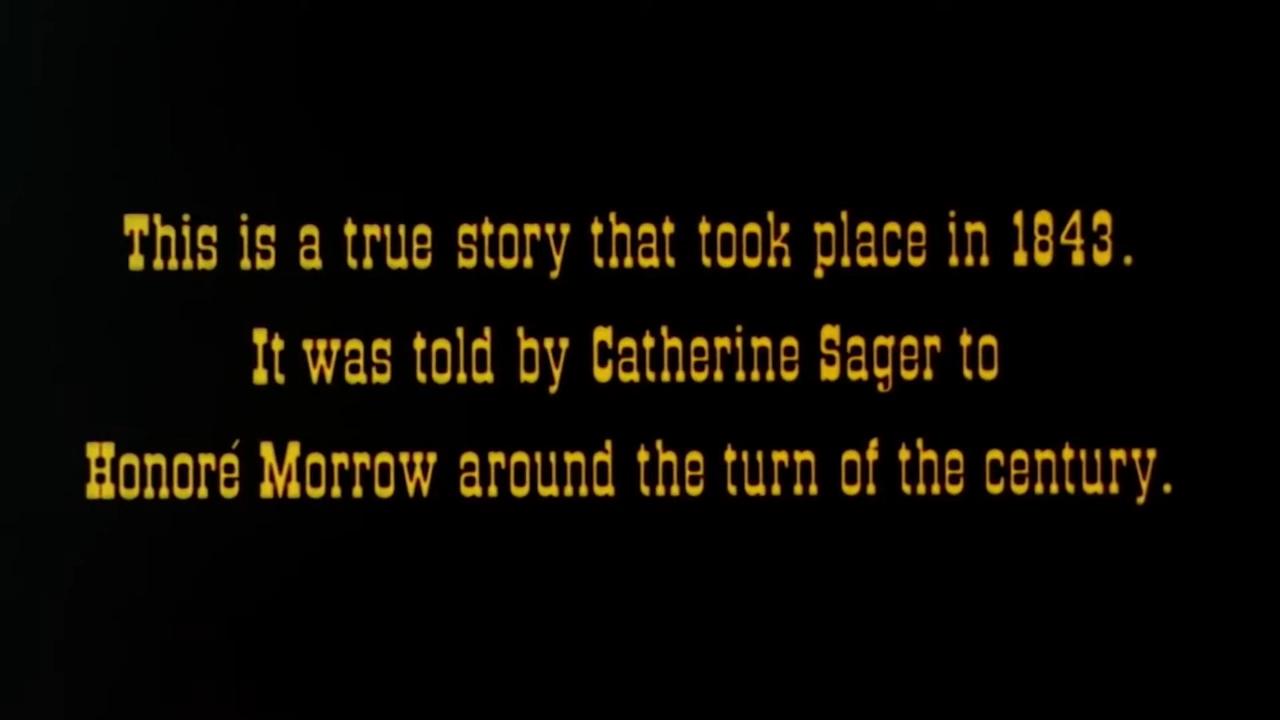 This is a true story that took place in 1843.
It was told by Catherine Sager to
Honoré Morrow around the turn of the century.